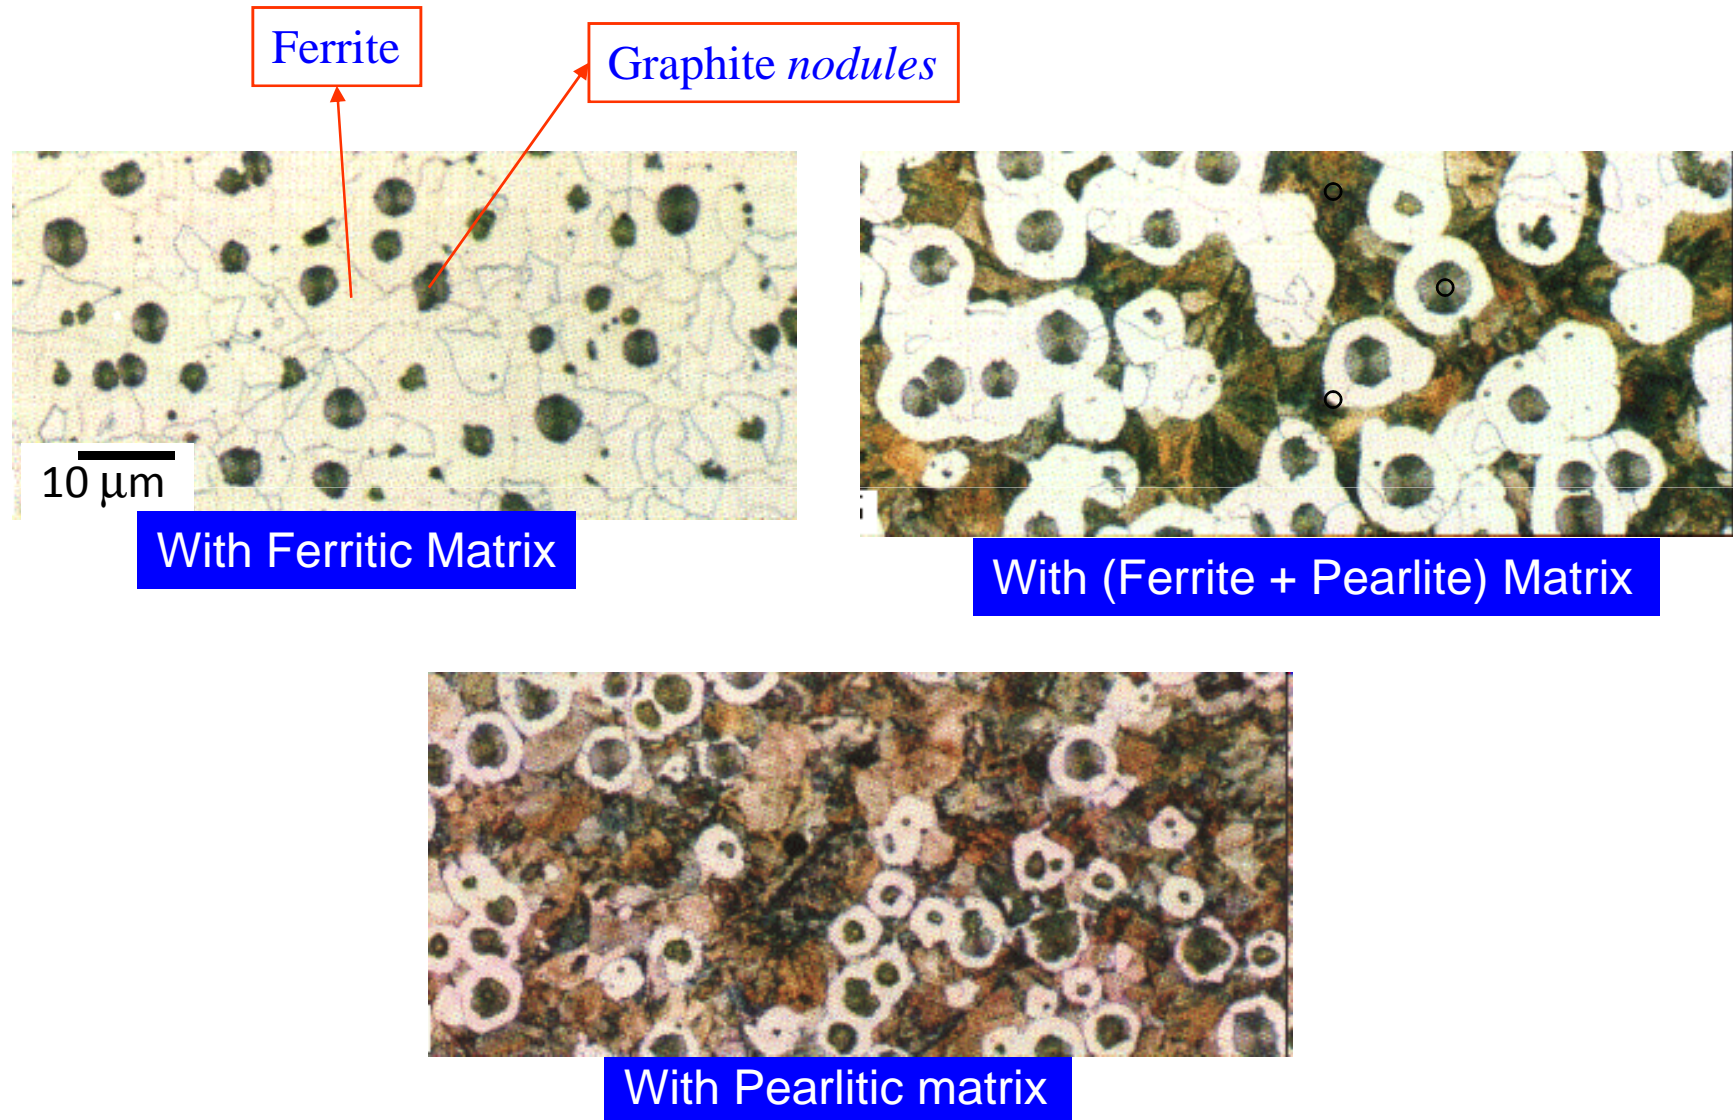 Ferrite
Graphite nodules
10 μm
With Ferritic Matrix
With (Ferrite + Pearlite) Matrix
With Pearlitic matrix